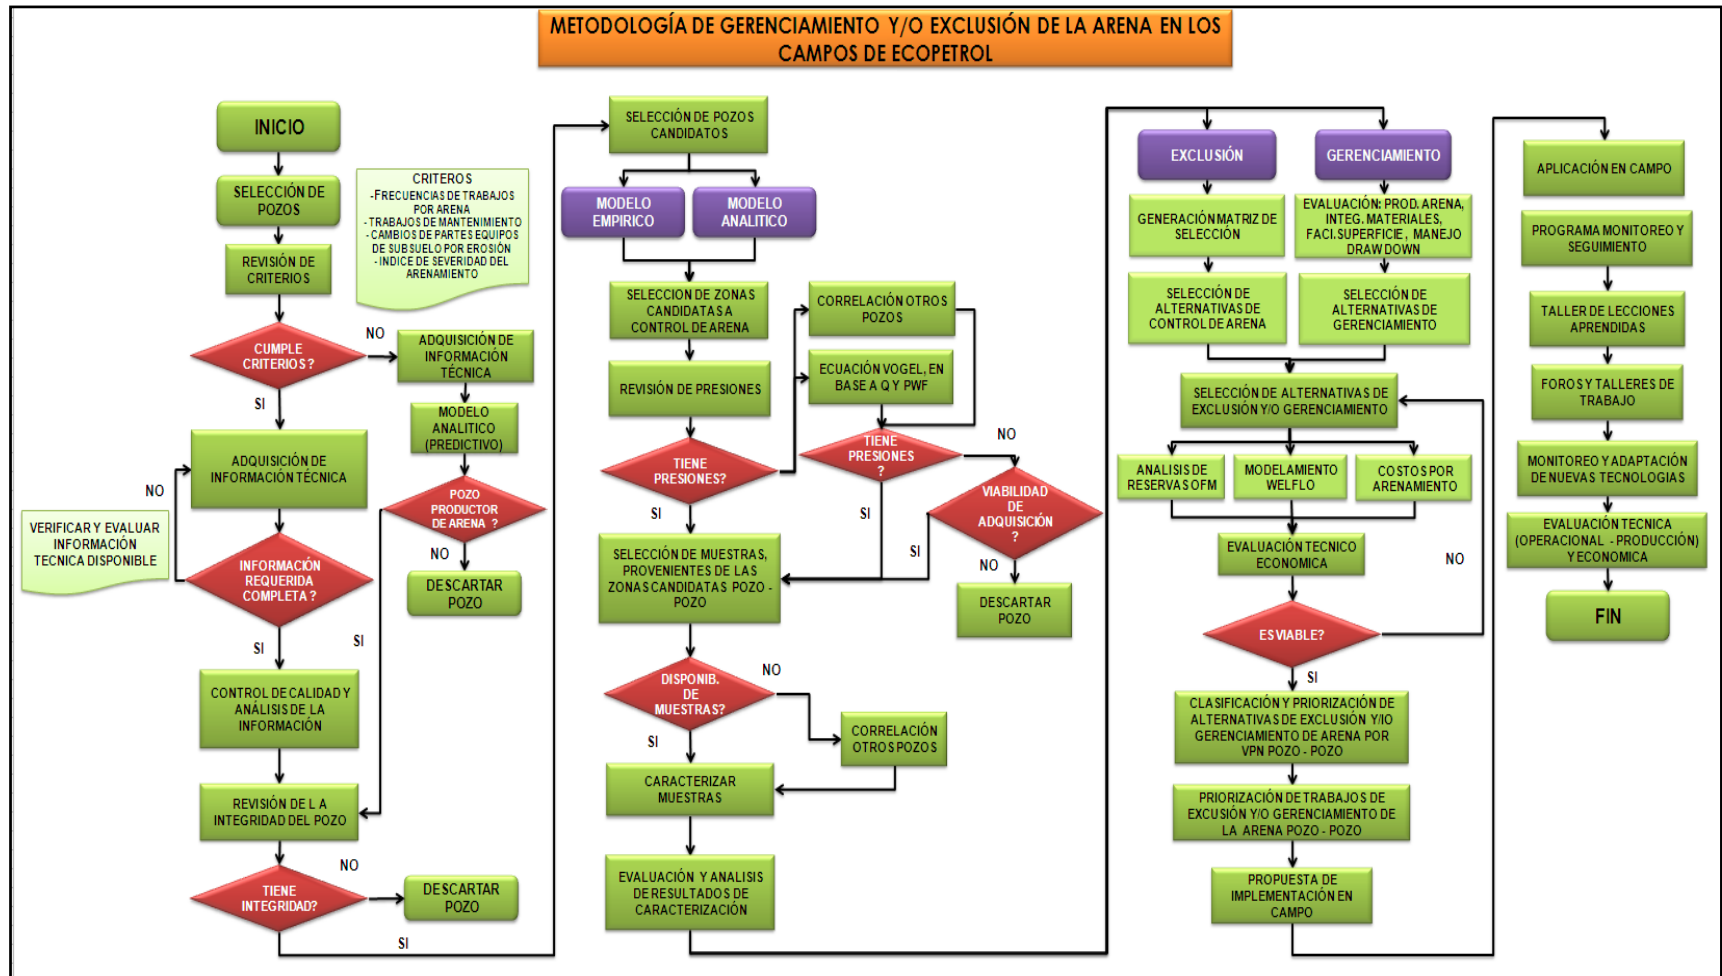 METODOLOGÍA DE GERENCIAMIENTO Y/O EXCLUSIÓN DE LA ARENA EN LOS
CAMPOS DE ECOPETROL
INICIO
SELECCIÓN DE
POZOS
REVISIÓN DE
CRITERIOS
CRITEROS
- FRECUENCIAS DE TRABAJOS
POR ARENA
- TRABAJOS DE MANTENIMIENTO
- CAMBIOS DE PARTES EQUIPOS
DE SUBSUELO POR EROSIÓN
- INDICE DE SEVERIDAD DEL
ARENAMIENTO
CUMPLE
CRITERIOS ?
NO
SI
ADQUISICIÓN DE
INFORMACIÓN
TÉCNICA
MODELO
ANALITICO
(PREDICTIVO)
POZO
PRODUCTOR
DE ARENA ?
NO
SI
DESCARTAR
POZO
ADQUISICIÓN DE
INFORMACIÓN TÉCNICA
NO
VERIFICAR Y EVALUAR
INFORMACIÓN
TECNICA DISPONIBLE
INFORMACIÓN
REQUERIDA
COMPLETA ?
SI
CONTROL DE CALIDAD Y
ANÁLISIS DE LA
INFORMACIÓN
REVISIÓN DE L A
INTEGRIDAD DEL POZO
TIENE
INTEGRIDAD?
NO
DESCARTAR
POZO
SI
SELECCIÓN DE POZOS
CANDIDATOS
MODELO
EMPIRICO
MODELO
ANALITICO
SELECCION DE ZONAS
CANDIDATAS A
CONTROL DE ARENA
REVISIÓN DE PRESIONES
TIENE
PRESIONES?
SI
CORRELACIÓN OTROS
POZOS
ECUACIÓN VOGEL, EN
BASE A Q Y PWF
TIENE
PRESIONES
?
NO
SI
VIABILIDAD
DE
ADQUISICIÓN
?
SI
NO
DESCARTAR
POZO
SELECCIÓN DE MUESTRAS,
PROVENIENTES DE LAS
ZONAS CANDIDATAS POZO -
POZO
DISPONIB.
DE
MUESTRAS?
NO
SI
CORRELACIÓN
OTROS POZOS
CARACTERIZAR
MUESTRAS
EVALUACIÓN Y ANALISIS
DE RESULTADOS DE
CARACTERIZACIÓN
EXCLUSIÓN
GERENCIAMIENTO
GENERACIÓN MATRIZ DE
SELECCIÓN
EVALUACIÓN: PROD. ARENA,
INTEG. MATERIALES,
FACI.SUPERFICIE, MANEJO
DRAW DOWN
SELECCIÓN DE
ALTERNATIVAS DE
CONTROL DE ARENA
SELECCIÓN DE
ALTERNATIVAS DE
GERENCIAMIENTO
SELECCIÓN DE ALTERNATIVAS DE
EXCLUSIÓN Y/O GERENCIAMIENTO
ANALISIS DE
RESERVAS OFM
MODELAMIENTO
WELFLO
COSTOS POR
ARENAMIENTO
EVALUACIÓN TECNICO
ECONOMICA
NO
ES VIABLE?
SI
CLASIFICACIÓN Y PRIORIZACIÓN DE
ALTERNATIVAS DE EXCLUSIÓN Y/IO
GERENCIAMIENTO DE ARENA POR
VPN POZO - POZO
PRIORIZACIÓN DE TRABAJOS DE
EXCUSIÓN Y/O GERENCIAMIENTO DE
LA ARENA POZO - POZO
PROPUESTA DE
IMPLEMENTACIÓN EN
CAMPO
APLICACIÓN EN CAMPO
PROGRAMA MONITOREO Y
SEGUIMIENTO
TALLER DE LECCIONES
APRENDIDAS
FOROS Y TALLERES DE
TRABAJO
MONITOREO Y ADAPTACIÓN
DE NUEVAS TECNOLOGIAS
EVALUACIÓN TECNICA
(OPERACIONAL - PRODUCCIÓN)
Y ECONOMICA
FIN